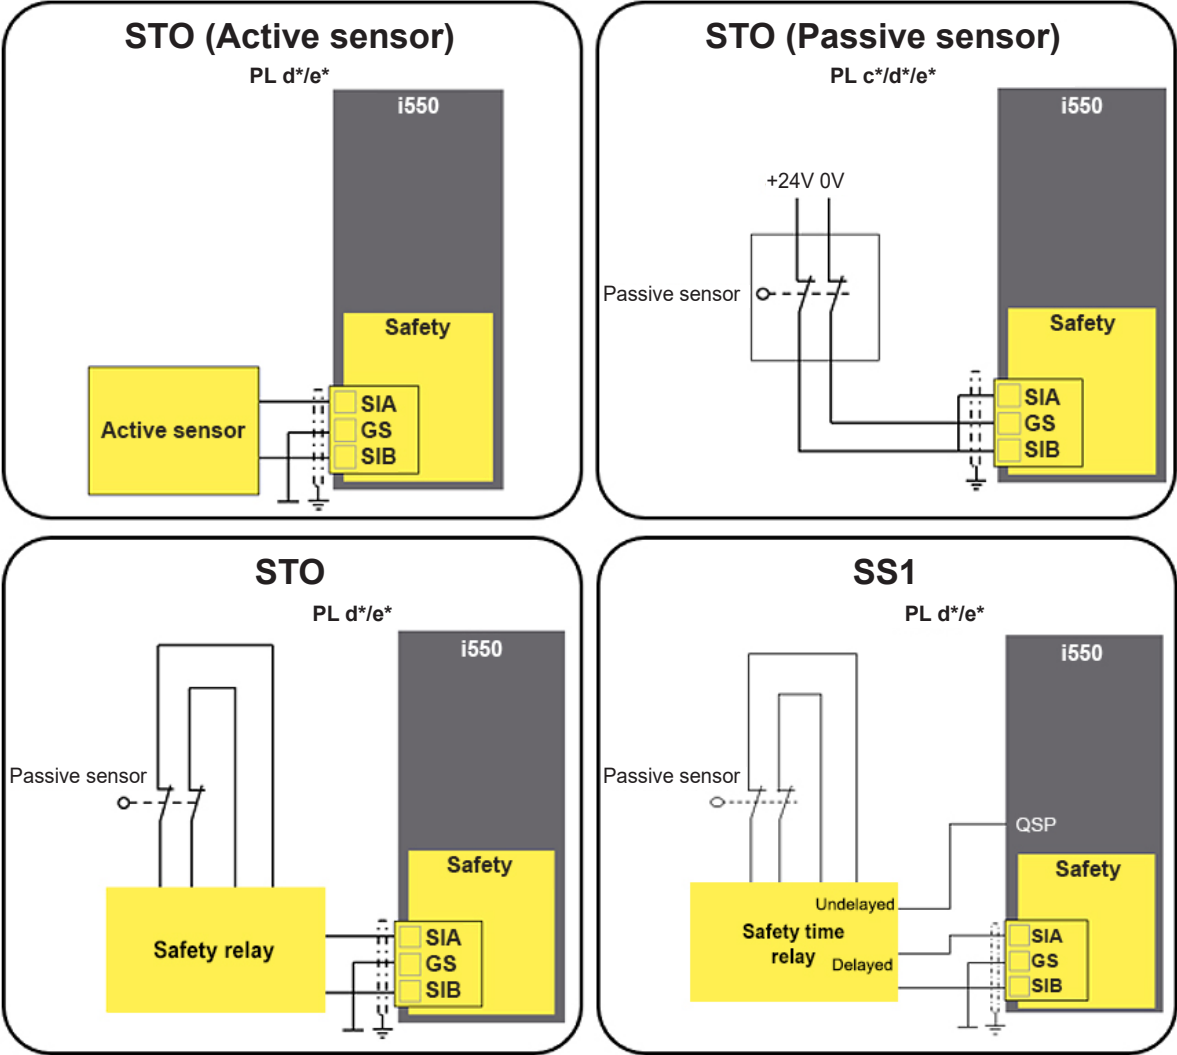 STO (Active sensor)
PL d*/e*
i550
Safety
Active sensor
SIA
GS
SIB
STO (Passive sensor)
PL c*/d*/e*
i550
+24V 0V
Passive sensor
Safety
SIA
GS
SIB
STO
PL d*/e*
i550
Passive sensor
Safety
Safety relay
SIA
GS
SIB
SS1
PL d*/e*
i550
Passive sensor
QSP
Safety
Undelayed
Safety time
relay
Delayed
SIA
GS
SIB